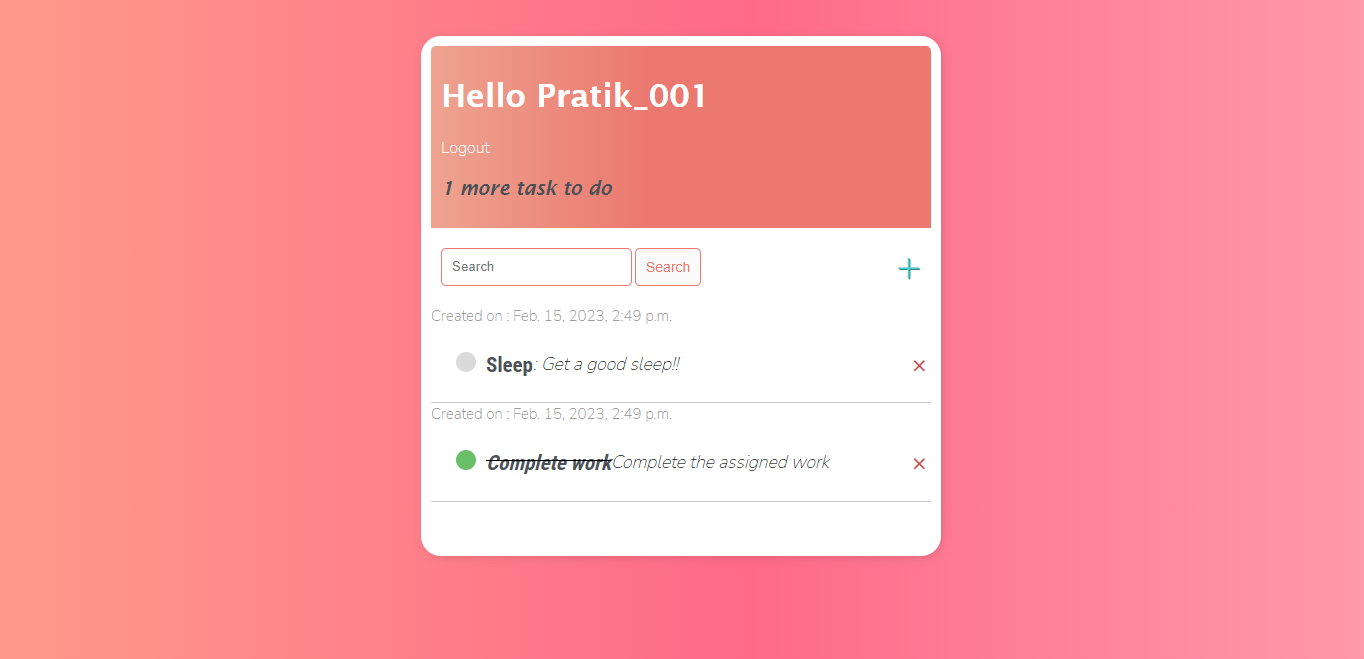 Hello Pratik_001
Logout
1 more task to do
Search Search
Created on : Feb. 15, 2023, 2:49 p.m.
Sleep: Get a good sleep!!
Created on : Feb. 15, 2023, 2:49 p.m.
Complete workComplete the assigned work